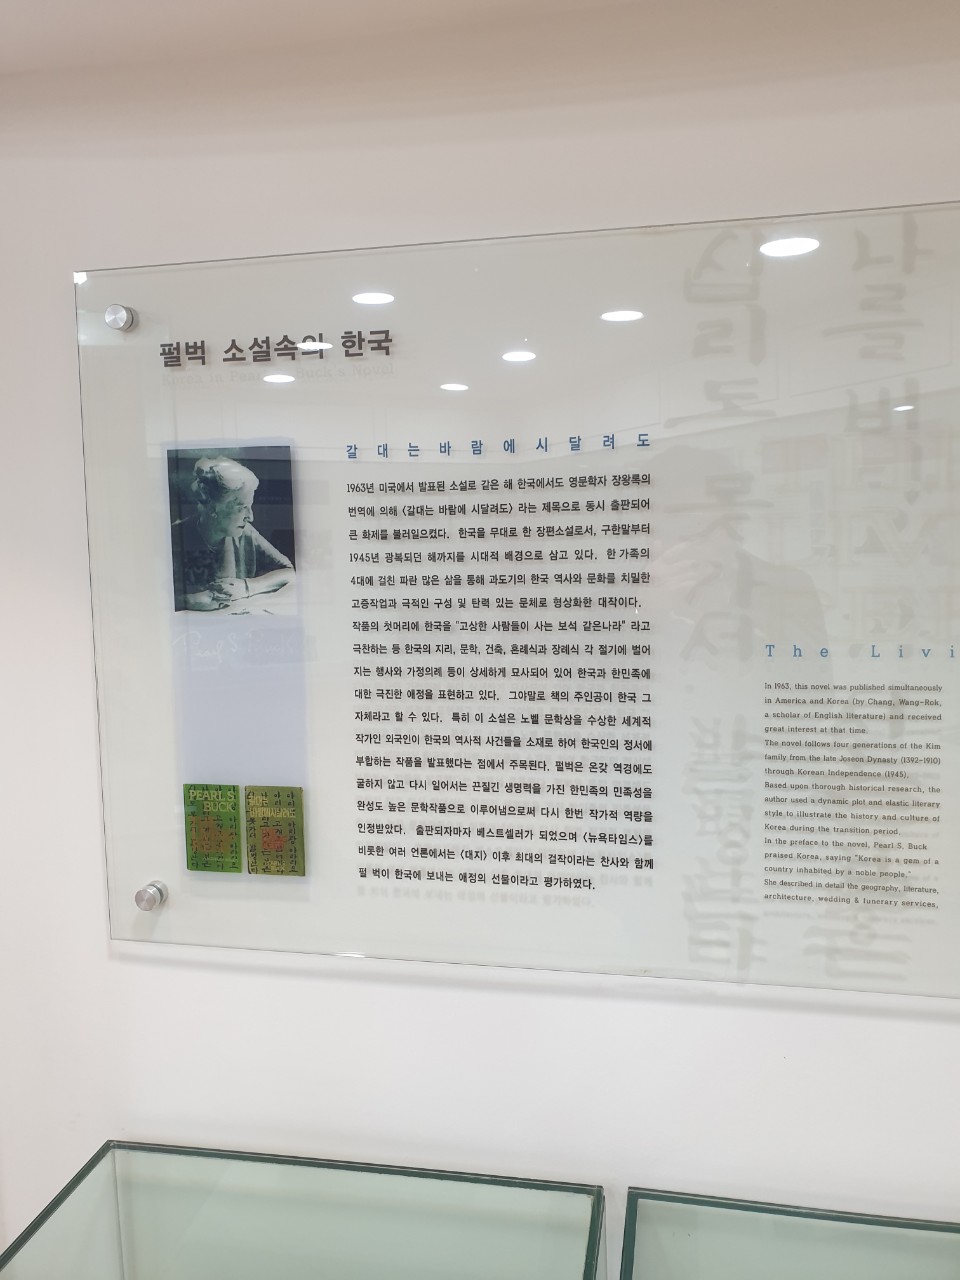 펄벅 소설속의 한국
Korea in Pearl S. Buck's Novel
갈대는바람에시달려도
1963년 미국에서 발표된 소설로 같은 해 한국에서도 영문학자 장왕록의
번역에 의해 〈갈대는 바람에 시달려도〉 라는 제목으로 동시 출판되어
큰 화제를 불러일으켰다. 한국을 무대로 한 장편소설로서, 구한말부터
1945년 광복되던 해까지를 시대적 배경으로 삼고 있다. 한 가족의
4대에 걸친 파란 많은 삶을 통해 과도기의 한국 역사와 문화를 치밀한
고증작업과 극적인 구성 및 탄력 있는 문체로 형상화한 대작이다.
작품의 첫머리에 한국을 "고상한 사람들이 사는 보석 같은나라" 라고
극찬하는 등 한국의 지리, 문학, 건축, 혼례식과 장례식 각 절기에 벌어
지는 행사와 가정의례 등이 상세하게 묘사되어 있어 한국과 한민족에
대한 극진한 애정을 표현하고 있다. 그야말로 책의 주인공이 한국 그
자체라고 할 수 있다. 특히 이 소설은 노벨 문학상을 수상한 세계적
작가인 외국인이 한국의 역사적 사건들을 소재로 하여 한국인의 정서에
부합하는 작품을 발표했다는 점에서 주목된다. 펄벅은 온갖 역경에도
굴하지 않고 다시 일어서는 끈질긴 생명력을 가진 한민족의 민족성을
완성도 높은 문학작품으로 이루어냄으로써 다시 한번 작가적 역량을
인정받았다. 출판되자마자 베스트셀러가 되었으며 〈뉴욕타임스〉를
비롯한 여러 언론에서는 〈대지〉 이후 최대의 걸작이라는 찬사와 함께
펄 벅이 한국에 보내는 애정의 선물이라고 평가하였다.
PEARL S.
BUCK
갈대는
바람에시달려도
The Livi
In 1963, this novel was published simultaneously
in America and Korea (by Chang, Wang-Rok,
a scholar of English literature) and received
great interest at that time.
The novel follows four generations of the Kim
family from the late Joseon Dynasty (1392-1910)
through Korean Independence (1945).
Based upon thorough historical research, the
author used a dynamic plot and elastic literary
style to illustrate the history and culture of
Korea during the transition period.
In the preface to the novel, Pearl S. Buck
praised Korea, saying "Korea is a gem of a
country inhabited by a noble people."
She described in detail the geography, literature,
architecture, wedding & funerary services,